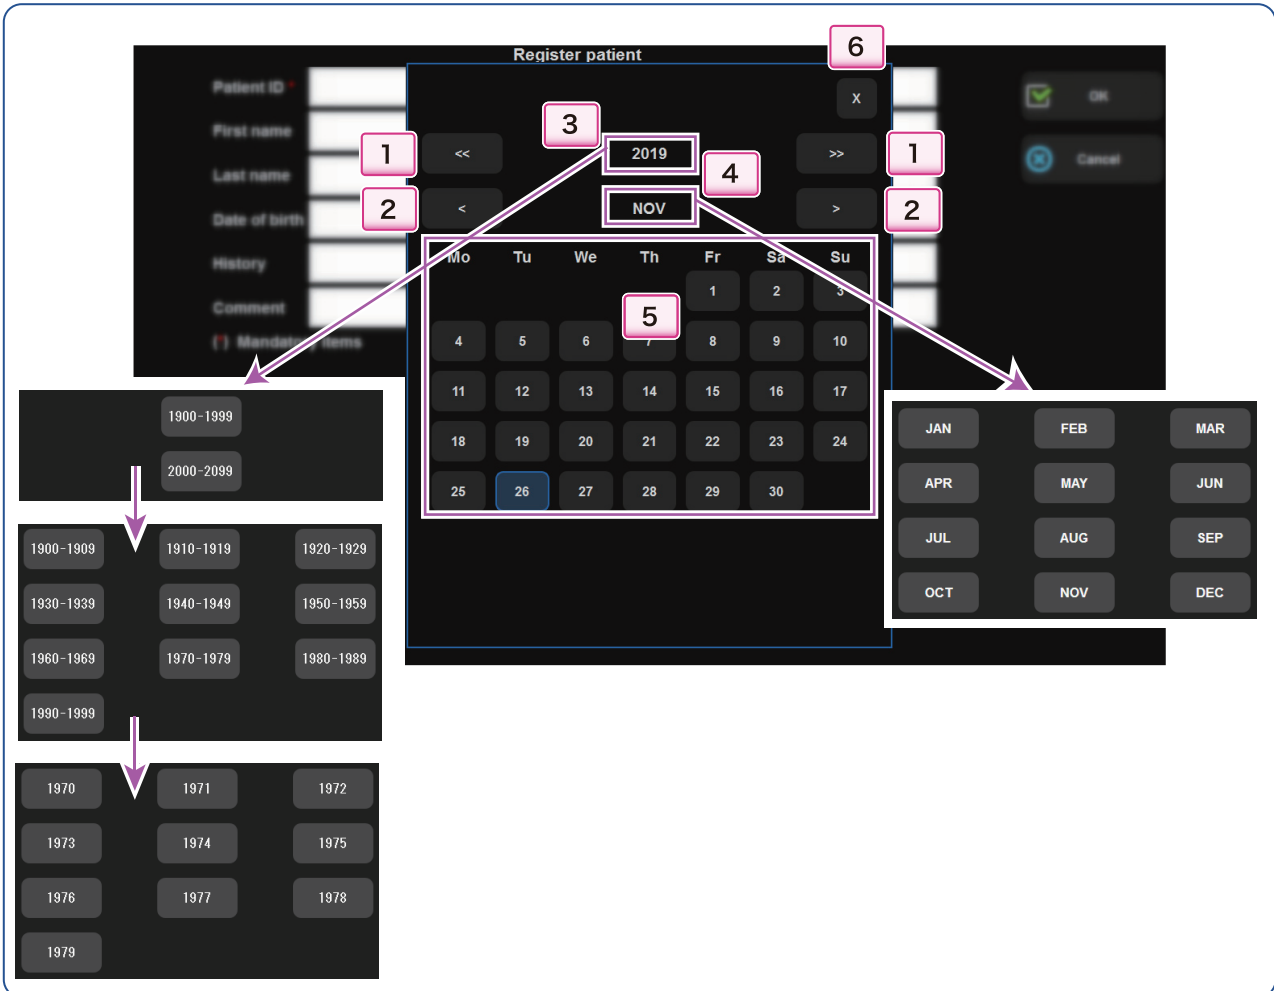 Register patient
6
Patient ID *
X
OK
First name
3
1
<<
2019
>>
1
Cancel
Last name
4
2
<
NOV
>
2
Date of birth
Mo Tu We Th Fr Sa Su
History
1 2 3
Comment
5
(*) Mandatory items
4 5 6 7 8 9 10
11 12 13 14 15 16 17
18 19 20 21 22 23 24
25 26 27 28 29 30
1900-1999
2000-2099
1900-1909 1910-1919 1920-1929
1930-1939 1940-1949 1950-1959
1960-1969 1970-1979 1980-1989
1990-1999
1970 1971 1972
1973 1974 1975
1976 1977 1978
1979
JAN FEB MAR
APR MAY JUN
JUL AUG SEP
OCT NOV DEC